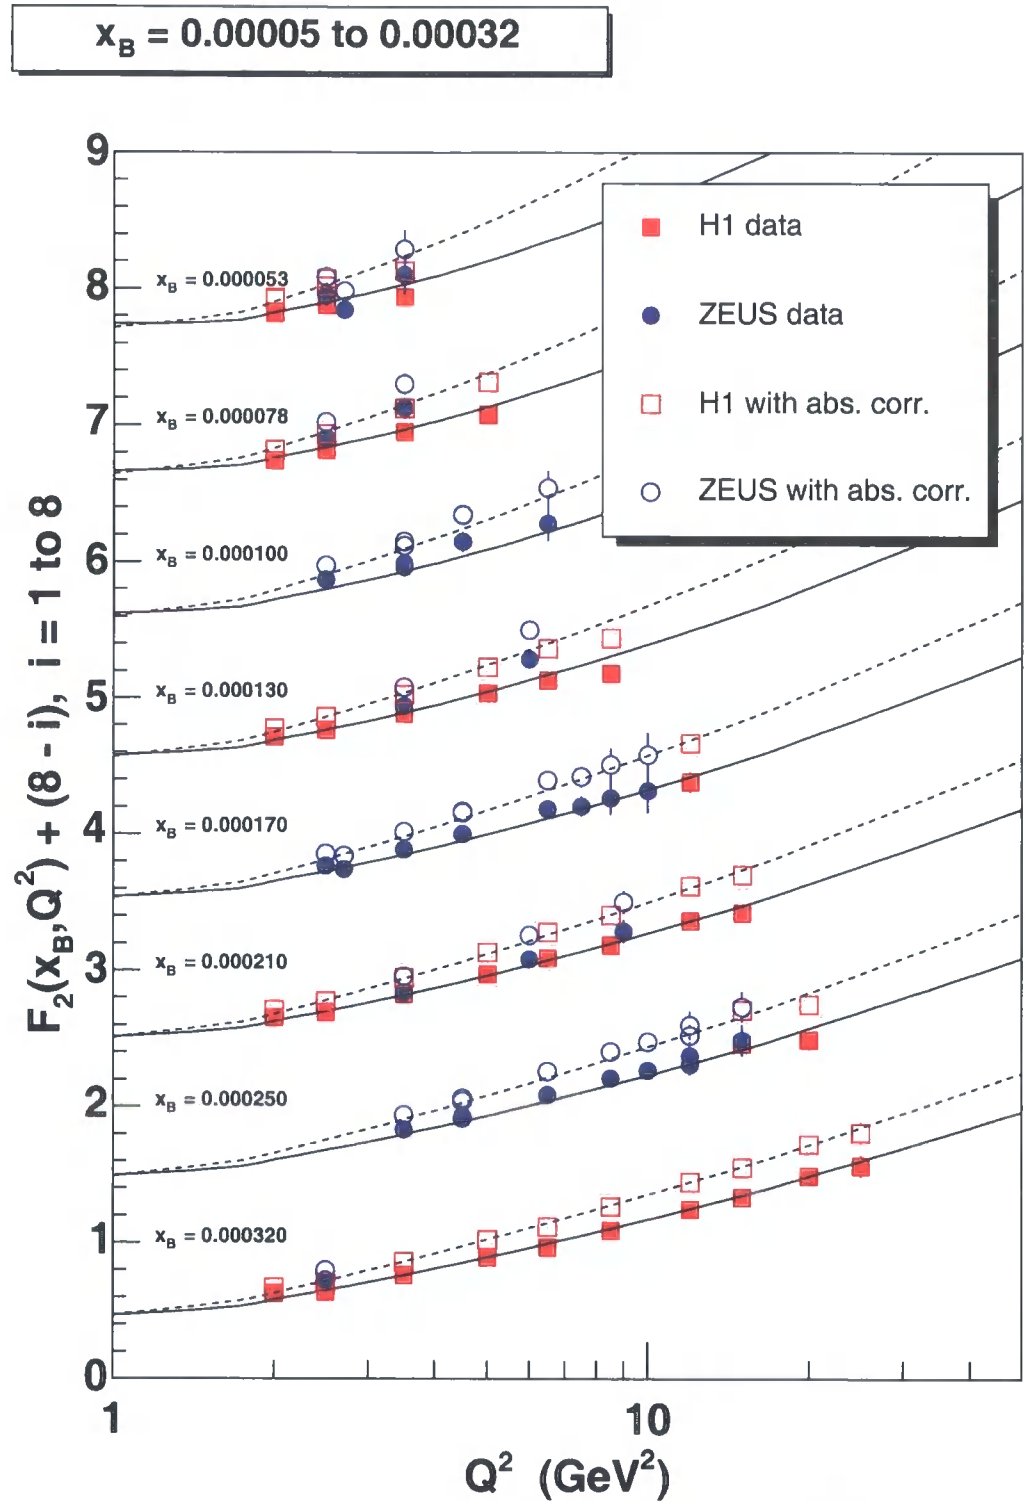 x_B = 0.00005 to 0.00032
9
8
7
6
5
4
3
2
1
0
F_2(x_B,Q^2) + (8 - i), i = 1 to 8
x_B = 0.000053
x_B = 0.000078
x_B = 0.000100
x_B = 0.000130
x_B = 0.000170
x_B = 0.000210
x_B = 0.000250
x_B = 0.000320
H1 data
ZEUS data
H1 with abs. corr.
ZEUS with abs. corr.
1
10
Q^2 (GeV^2)